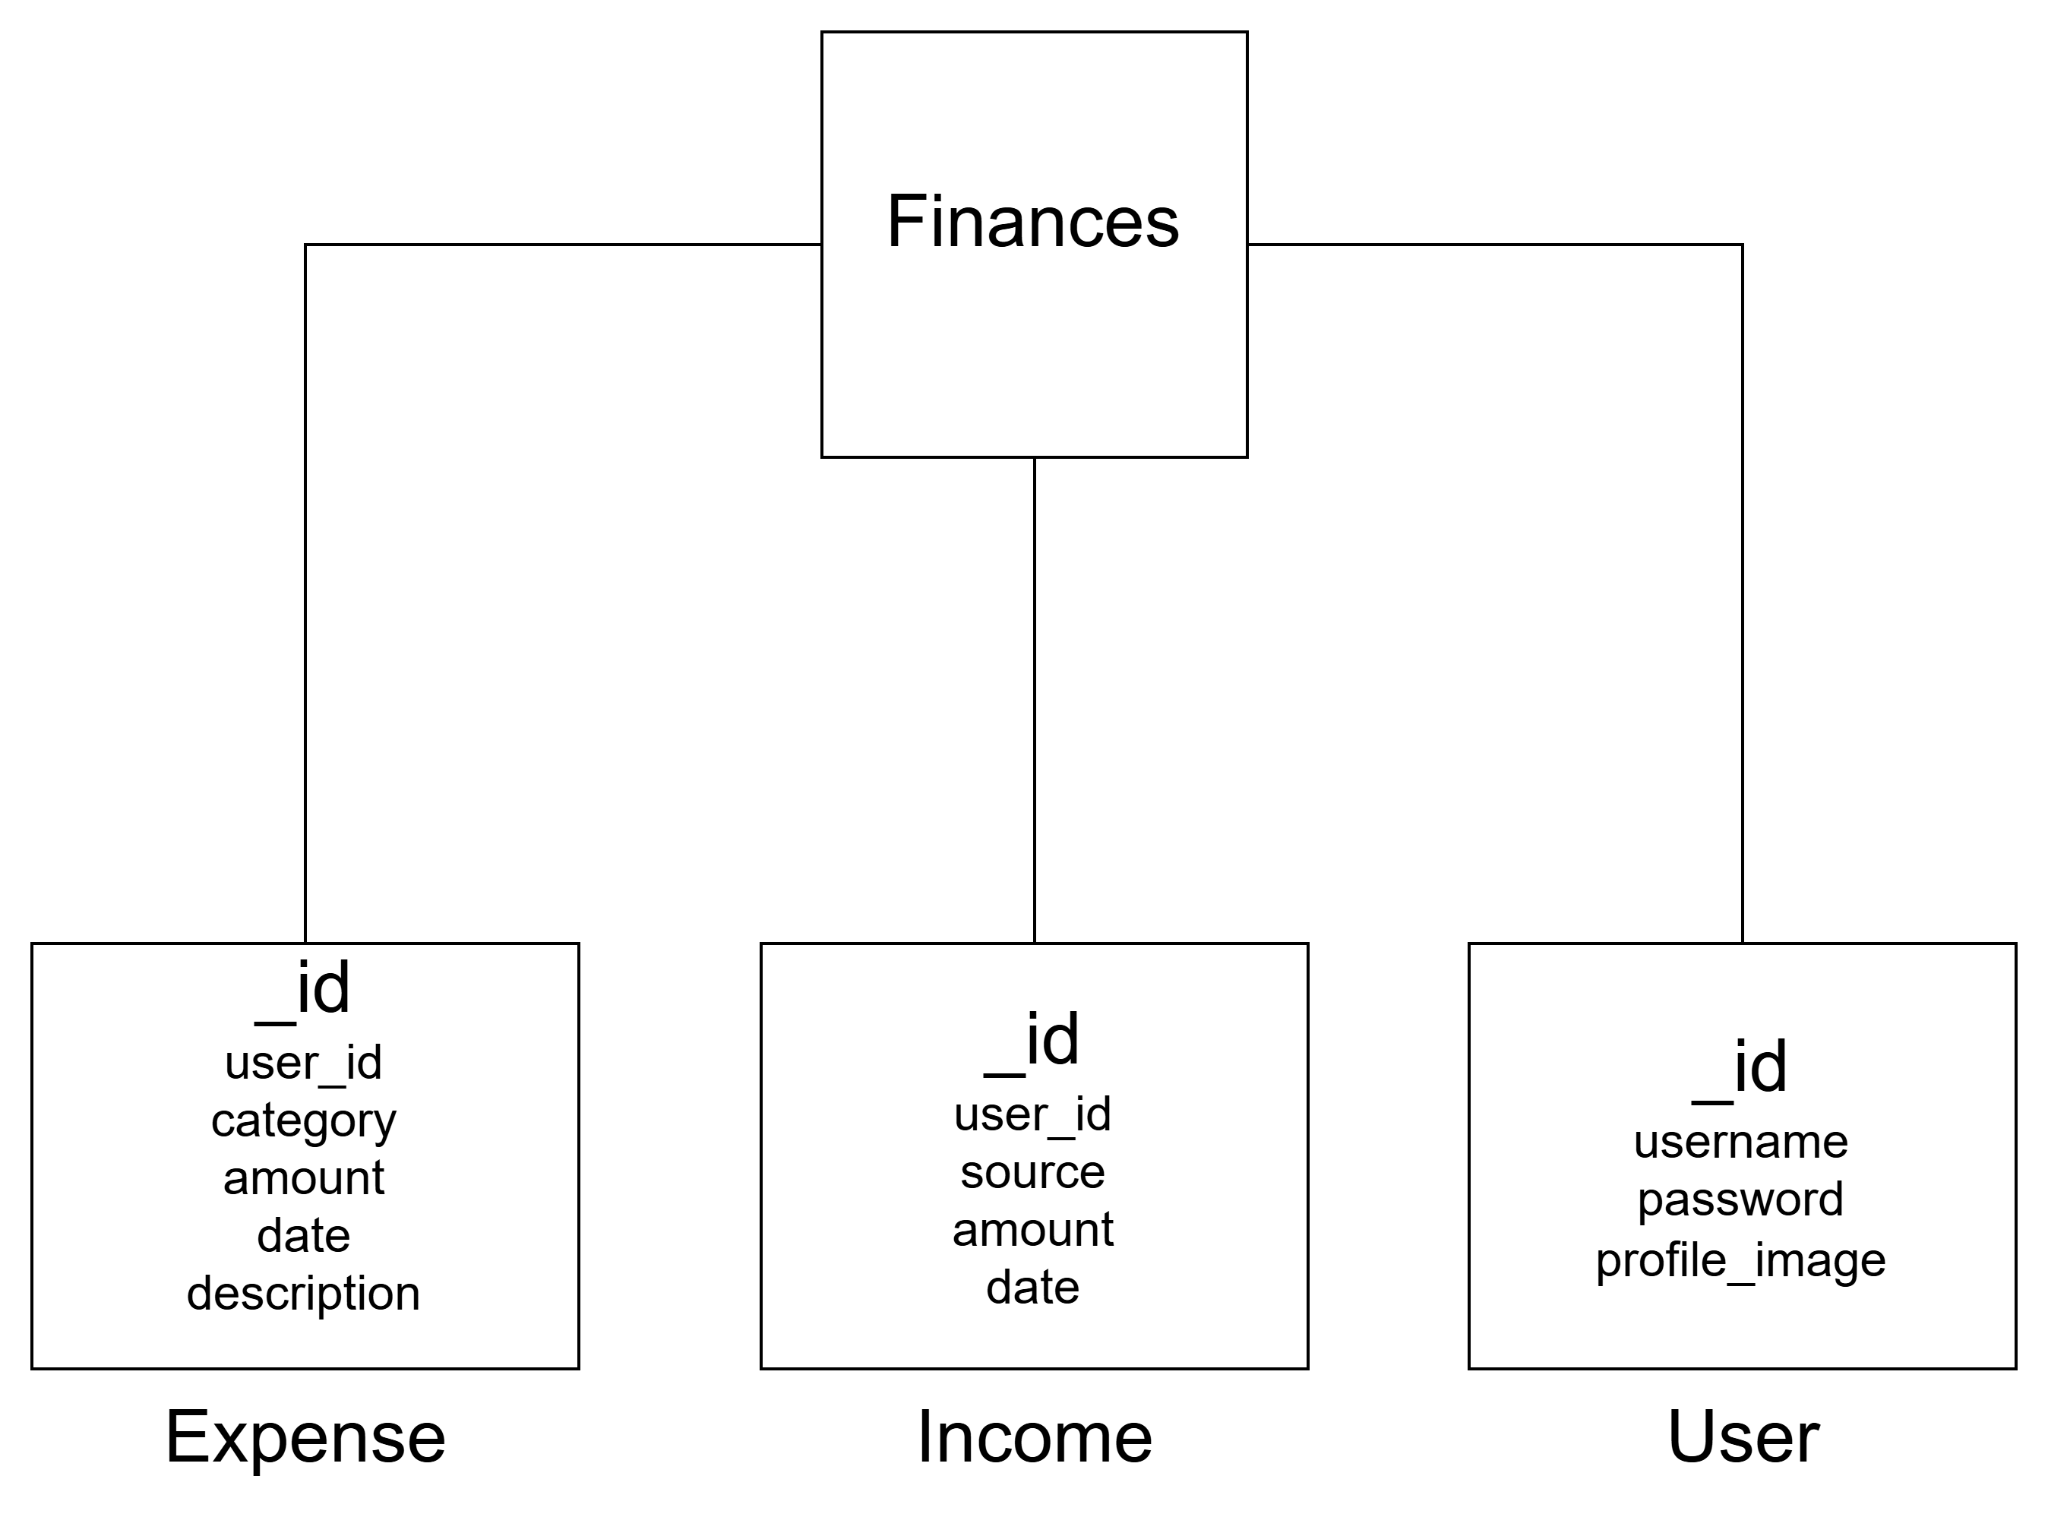 Finances
_id
user_id
category
amount
date
description
Expense
_id
user_id
source
amount
date
Income
_id
username
password
profile_image
User